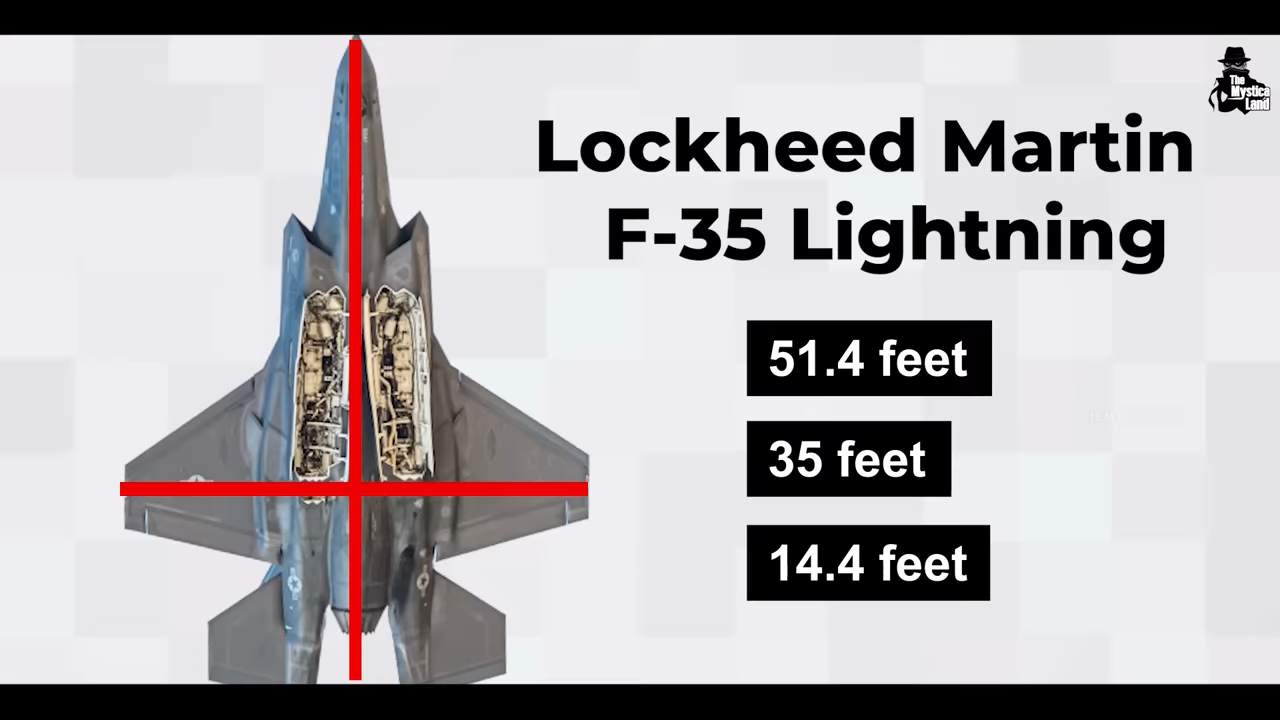 The
Mystica
Land
Lockheed Martin
F-35 Lightning
51.4 feet
35 feet
14.4 feet